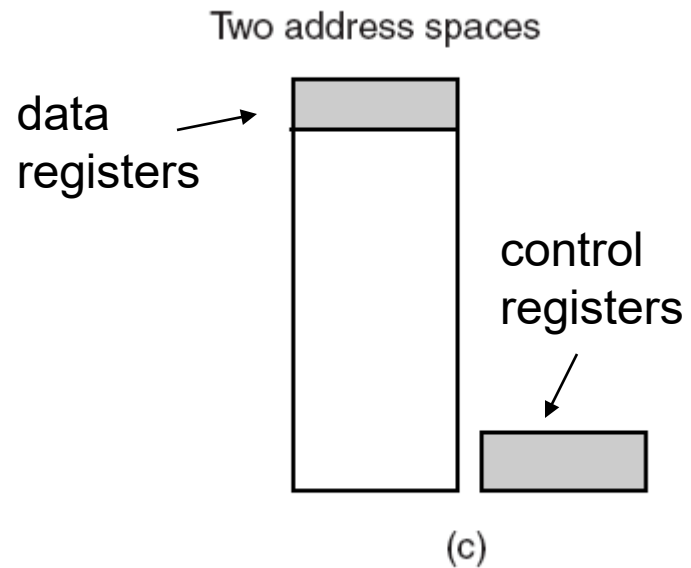 Two address spaces
data
registers
control
registers
(c)